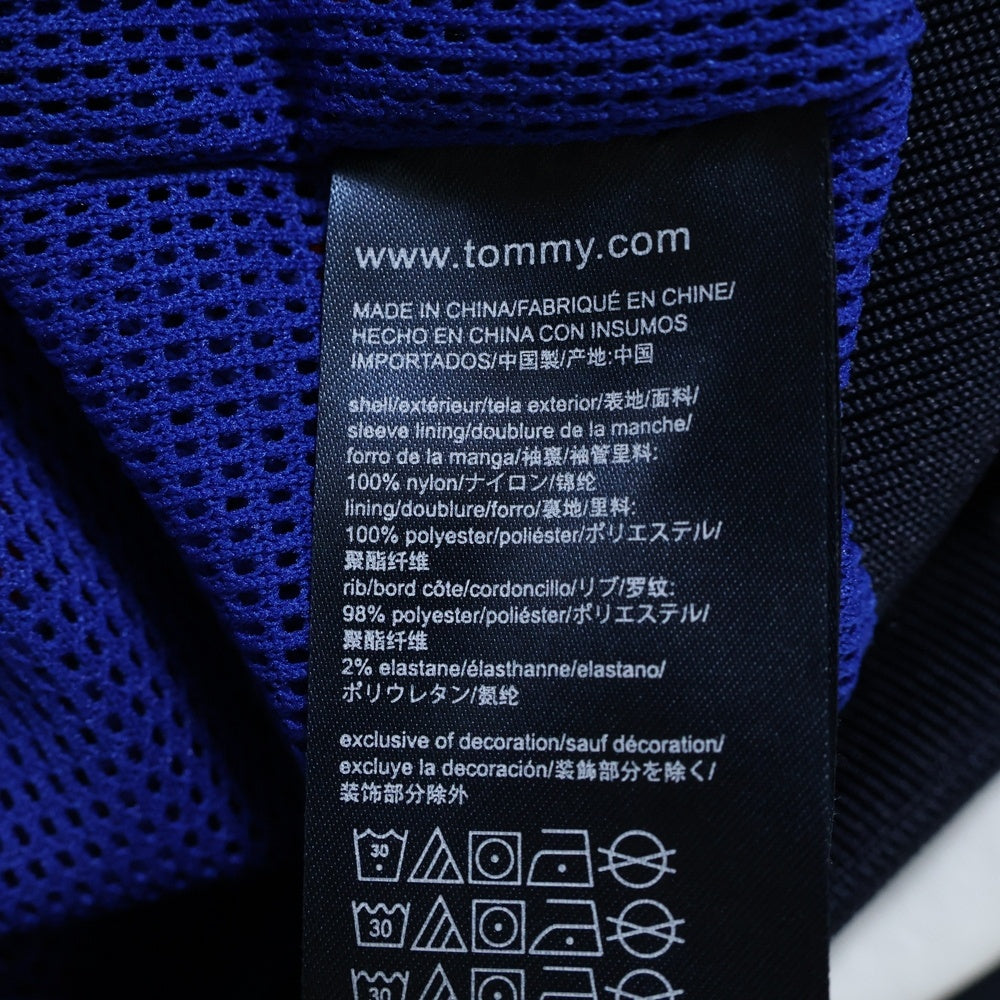 www.tommy.com
MADE IN CHINA/FABRIQUÉ EN CHINE/
HECHO EN CHINA CON INSUMOS
IMPORTADOS/中国製/产地:中国
shell/extérieur/tela exterior/表地/面料/
sleeve lining/doublure de la manche/
forro de la manga/袖裏/袖管里料:
100% nylon/ナイロン/锦纶
lining/doublure/forro/裏地/里料:
100% polyester/poliéster/ポリエステル/
聚酯纤维
rib/bord côte/cordoncillo/リブ/罗纹:
98% polyester/poliéster/ポリエステル/
聚酯纤维
2% elastane/élasthanne/elastano/
ポリウレタン/氨纶
exclusive of decoration/sauf décoration/
excluye la decoración/装飾部分を除く/
装饰部分除外
30
30
30